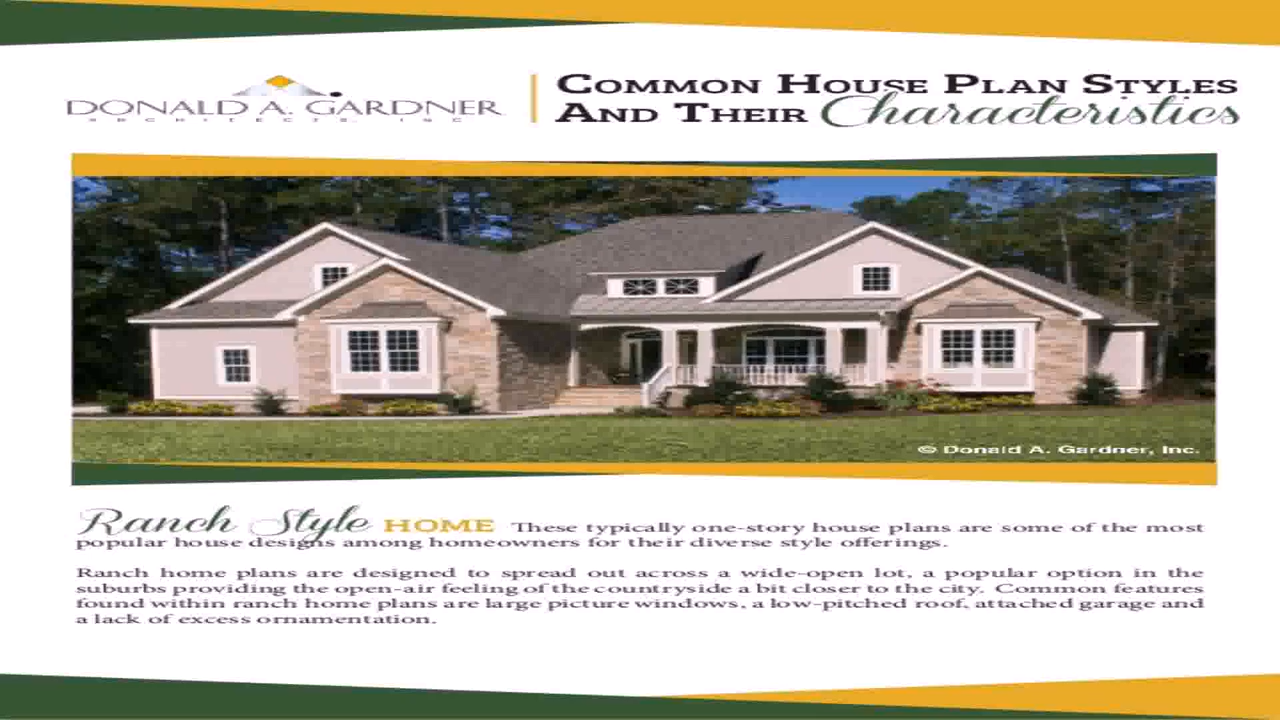 DONALD A. GARDNER
ARCHITECTS, INC.
COMMON HOUSE PLAN STYLES
AND THEIR Characteristics
© Donald A. Gardner, Inc.
Ranch Style HOME These typically one-story house plans are some of the most
popular house designs among homeowners for their diverse style offerings.
Ranch home plans are designed to spread out across a wide-open lot, a popular option in the
suburbs providing the open-air feeling of the countryside a bit closer to the city. Common features
found within ranch home plans are large picture windows, a low-pitched roof, attached garage and
a lack of excess ornamentation.